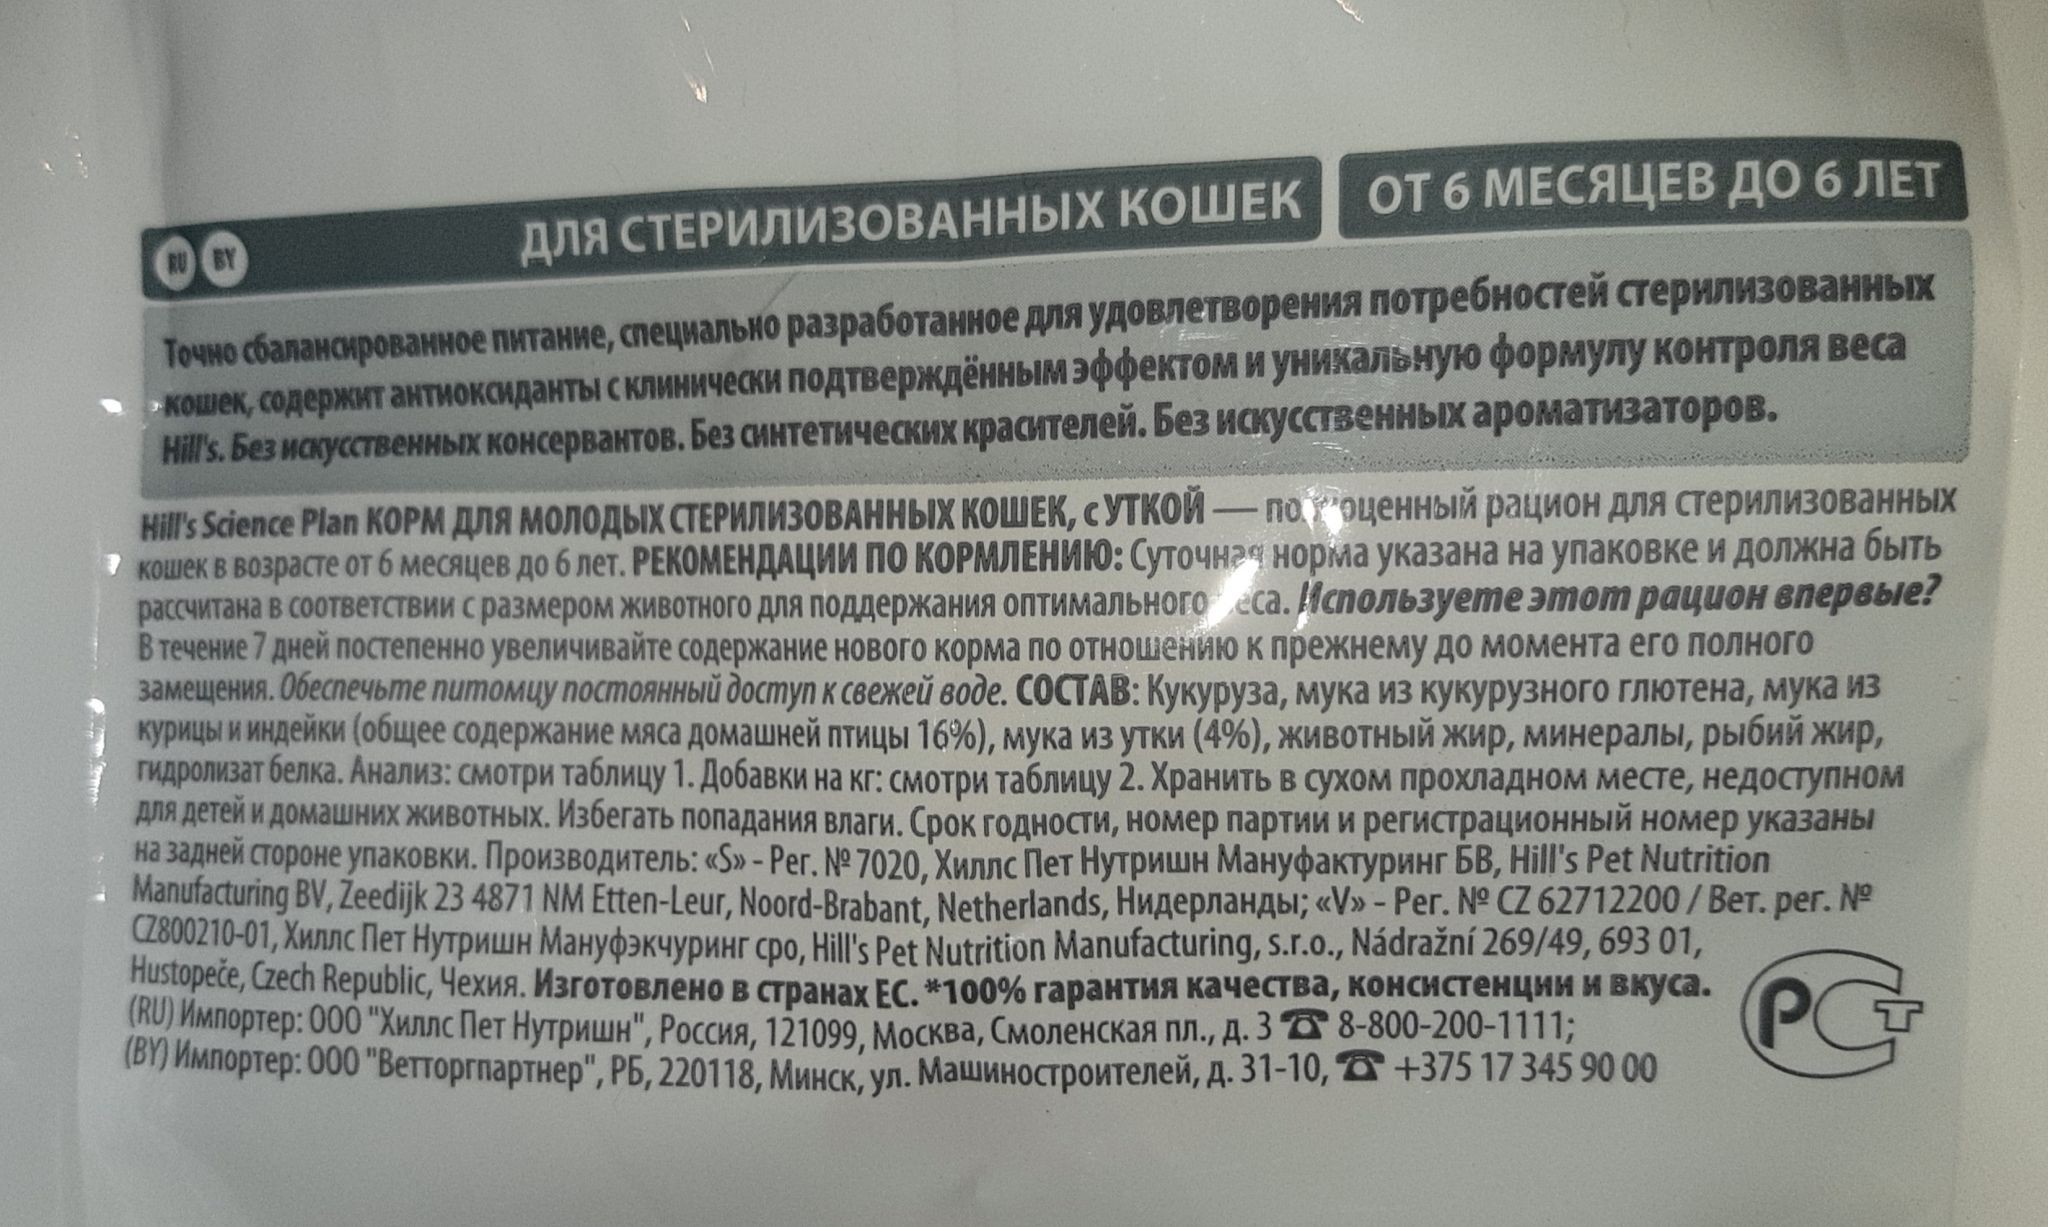 RU BY ДЛЯ СТЕРИЛИЗОВАННЫХ КОШЕК ОТ 6 МЕСЯЦЕВ ДО 6 ЛЕТ
Точно сбалансированное питание, специально разработанное для удовлетворения потребностей стерилизованных
кошек, содержит антиоксиданты с клинически подтверждённым эффектом и уникальную формулу контроля веса
Hill's. Без искусственных консервантов. Без синтетических красителей. Без искусственных ароматизаторов.
Hill's Science Plan КОРМ ДЛЯ МОЛОДЫХ СТЕРИЛИЗОВАННЫХ КОШЕК, с УТКОЙ — рацион для стерилизованных
кошек в возрасте от 6 месяцев до 6 лет. РЕКОМЕНДАЦИИ ПО КОРМЛЕНИЮ: Суточная норма указана на упаковке и должна быть
рассчитана в соответствии с размером животного для поддержания оптимального веса. Используете этот рацион впервые?
В течение 7 дней постепенно увеличивайте содержание нового корма по отношению к прежнему до момента его полного
замещения. Обеспечьте питомцу постоянный доступ к свежей воде. СОСТАВ: Кукуруза, мука из кукурузного глютена, мука из
курицы и индейки (общее содержание мяса домашней птицы 16%), мука из утки (4%), животный жир, минералы, рыбий жир,
гидролизат белка. Анализ: смотри таблицу 1. Добавки на кг: смотри таблицу 2. Хранить в сухом прохладном месте, недоступном
для детей и домашних животных. Избегать попадания влаги. Срок годности, номер партии и регистрационный номер указаны
на задней стороне упаковки. Производитель: «S» - Рег. № 7020, Хиллс Пет Нутришн Мануфактуринг БВ, Hill's Pet Nutrition
Manufacturing BV, Zeedijk 23 4871 NM Etten-Leur, Noord-Brabant, Netherlands, Нидерланды; «V» - Рег. № CZ 62712200 / Вет. рег. №
CZ800210-01, Хиллс Пет Нутришн Мануфэкчуринг сро, Hill's Pet Nutrition Manufacturing, s.r.o., Nádražní 269/49, 693 01,
Hustopeče, Czech Republic, Чехия. Изготовлено в странах ЕС. *100% гарантия качества, консистенции и вкуса.
(RU) Импортер: ООО "Хиллс Пет Нутришн", Россия, 121099, Москва, Смоленская пл., д. 3 ☎ 8-800-200-1111;
(BY) Импортер: ООО "Ветторгпартнер", РБ, 220118, Минск, ул. Машиностроителей, д. 31-10, ☎ +375 17 345 90 00
РСТ